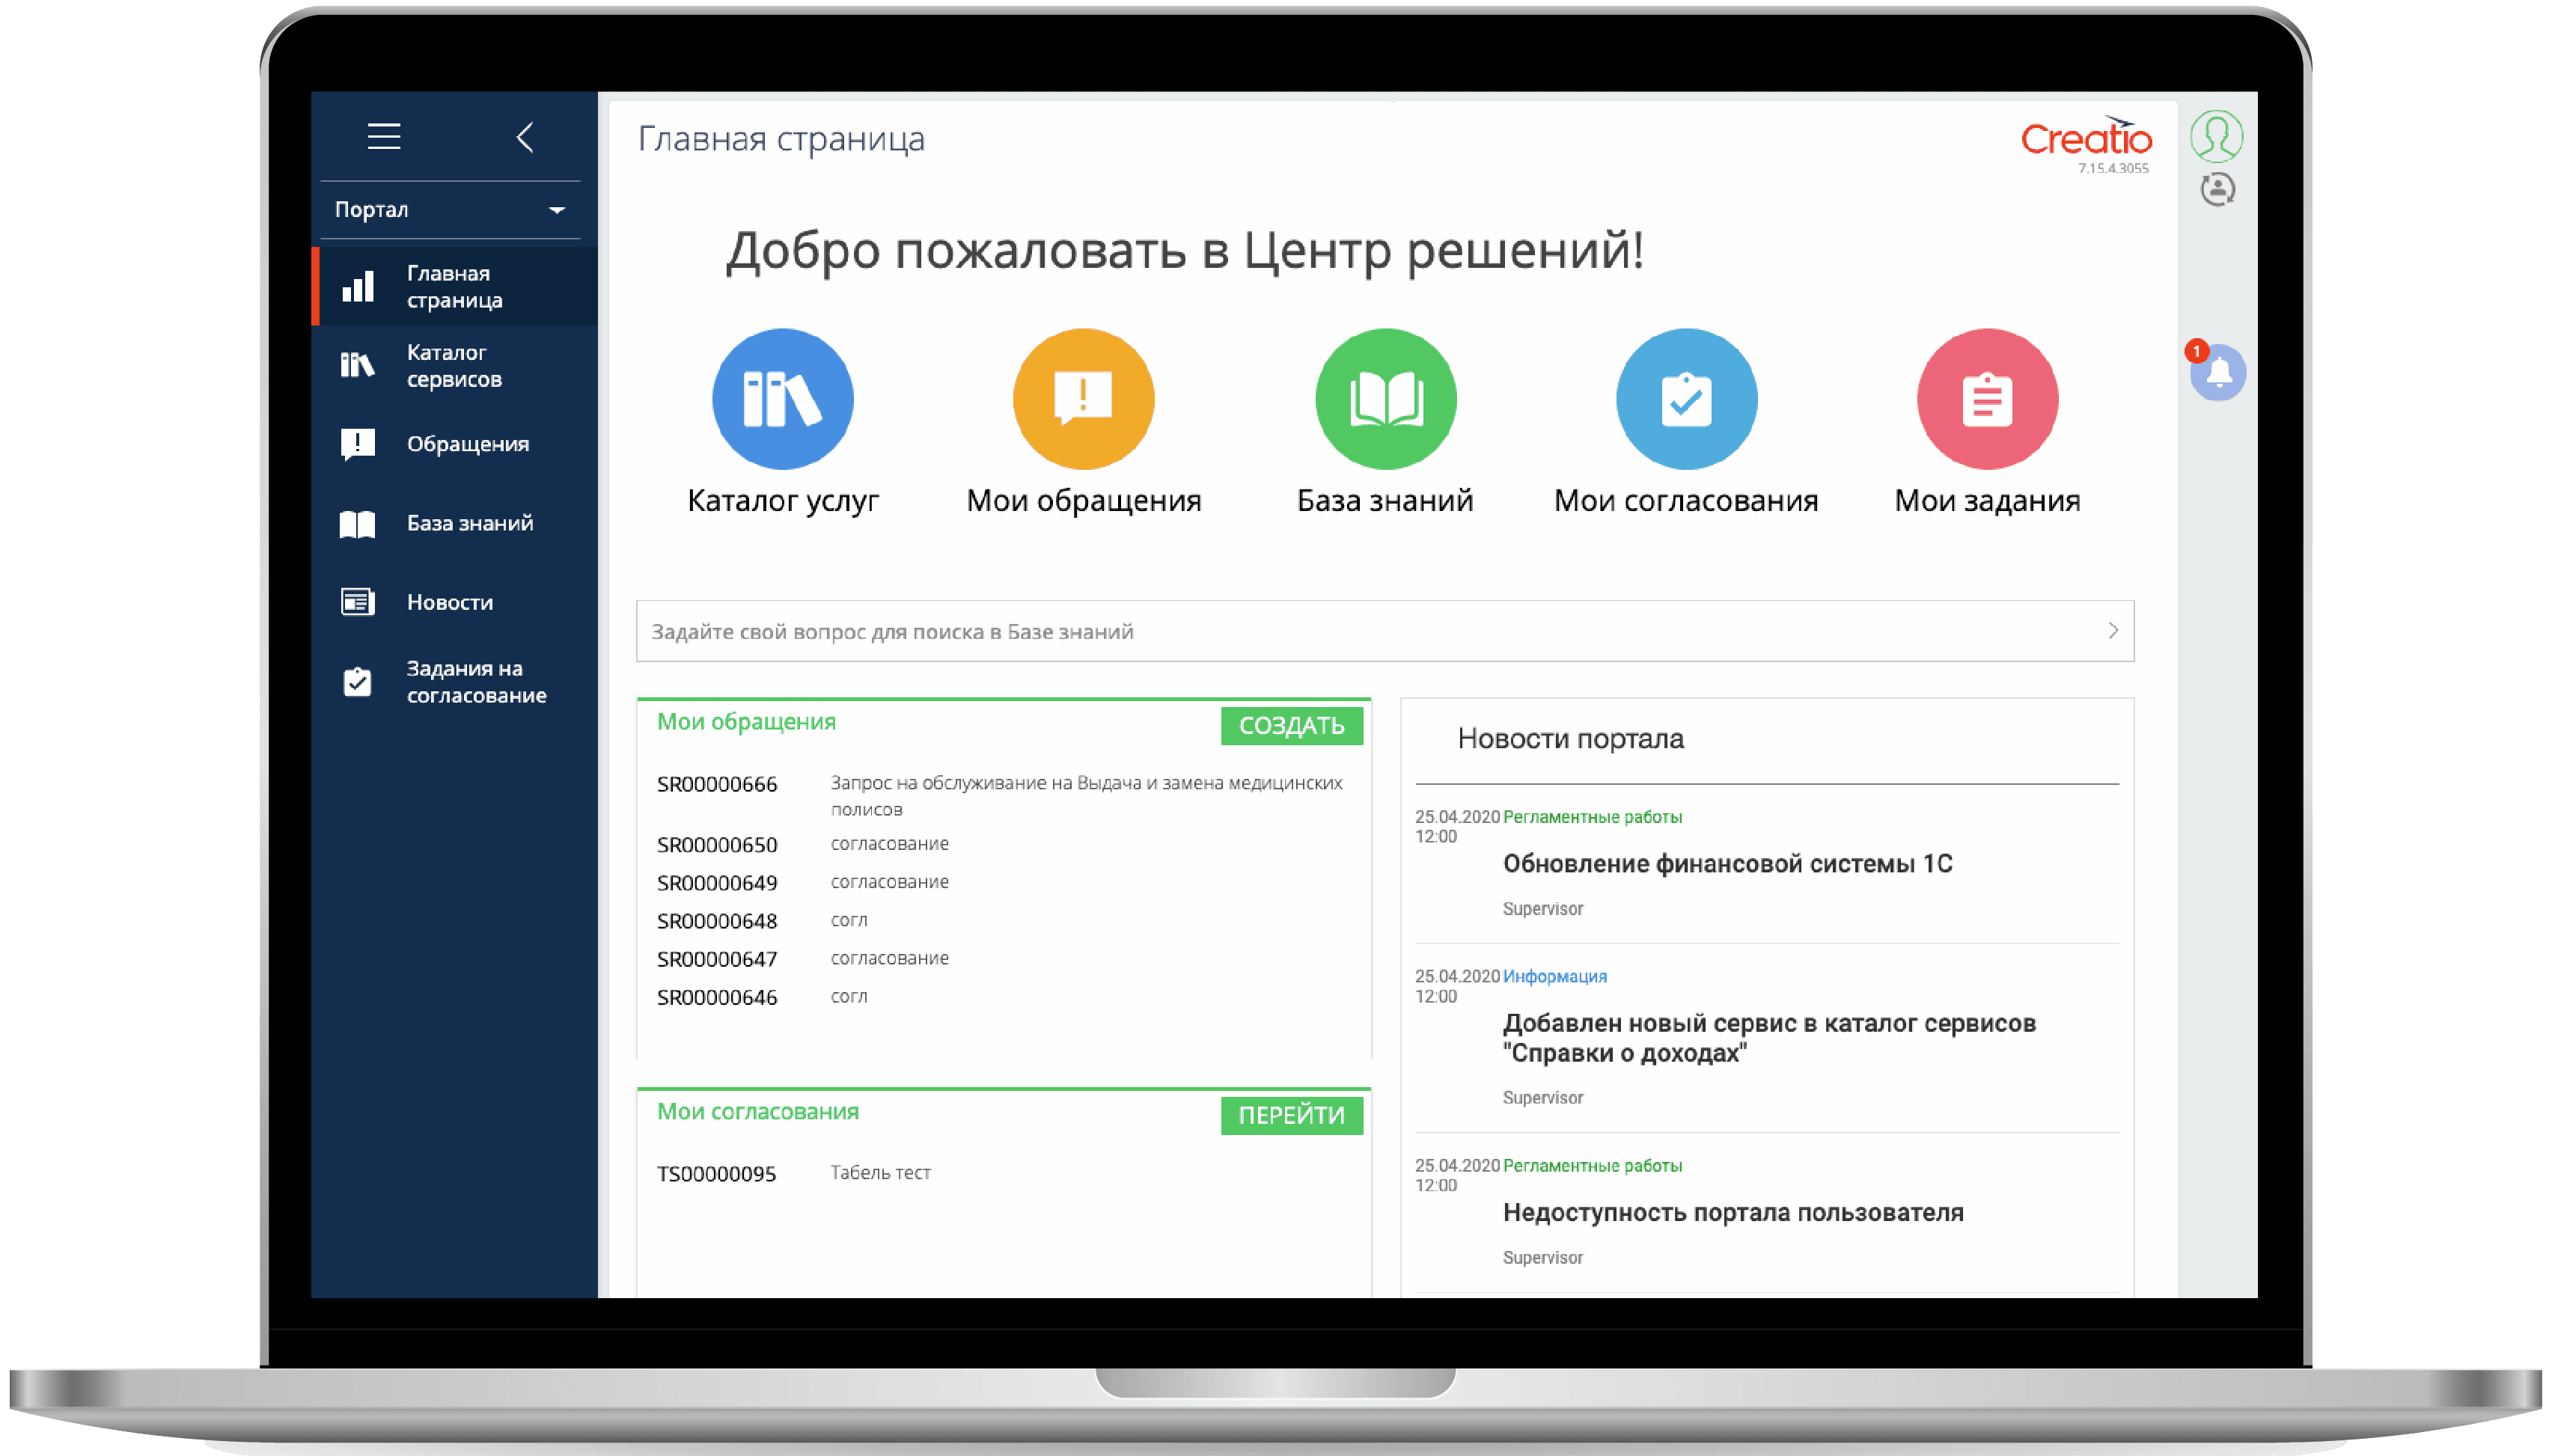 Портал
Главная
страница
Каталог
сервисов
Обращения
База знаний
Новости
Задания на
согласование
Главная страница
Creatio
7.15.4.3055
Добро пожаловать в Центр решений!
Каталог услуг
Мои обращения
База знаний
Мои согласования
Мои задания
1
Задайте свой вопрос для поиска в Базе знаний
Мои обращения
СОЗДАТЬ
SR00000666 Запрос на обслуживание на Выдача и замена медицинских
полисов
SR00000650 согласование
SR00000649 согласование
SR00000648 согл
SR00000647 согласование
SR00000646 согл
Мои согласования
ПЕРЕЙТИ
TS00000095 Табель тест
Новости портала
25.04.2020 Регламентные работы
12:00
Обновление финансовой системы 1С
Supervisor
25.04.2020 Информация
12:00
Добавлен новый сервис в каталог сервисов
"Справки о доходах"
Supervisor
25.04.2020 Регламентные работы
12:00
Недоступность портала пользователя
Supervisor